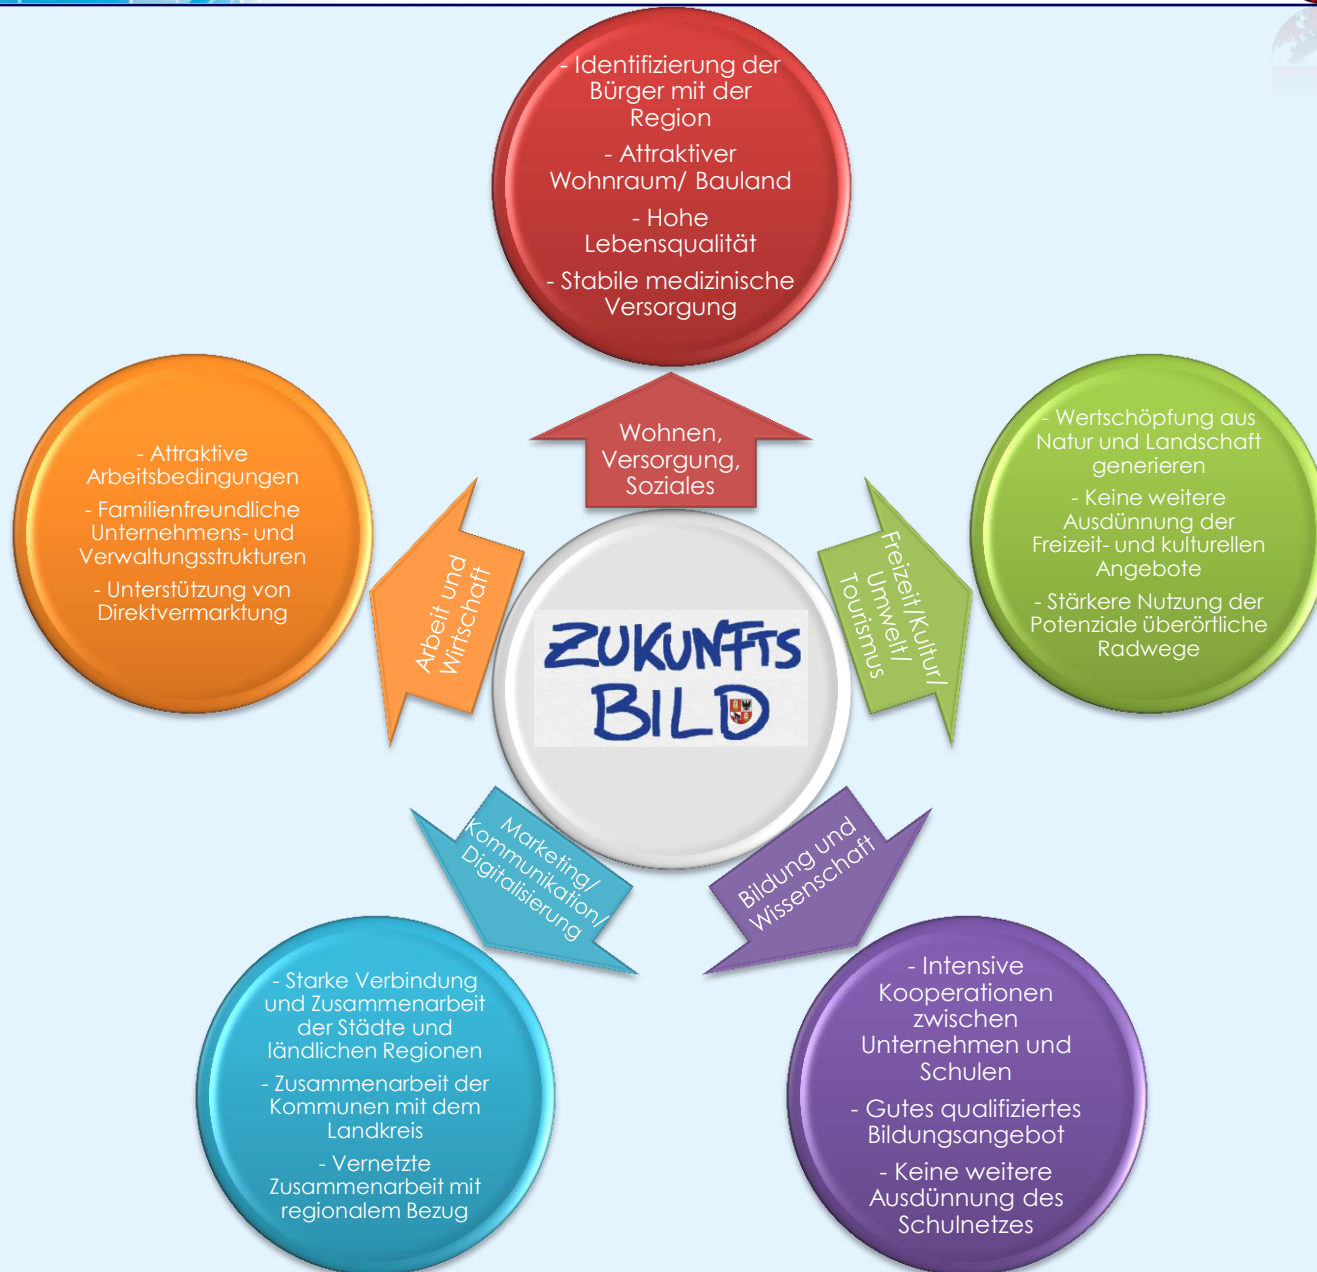 - Identifizierung der
Bürger mit der
Region
- Attraktiver
Wohnraum/ Bauland
- Hohe
Lebensqualität
- Stabile medizinische
Versorgung
Wohnen,
Versorgung,
Soziales
- Wertschöpfung aus
Natur und Landschaft
generieren
- Keine weitere
Ausdünnung der
Freizeit- und kulturellen
Angebote
- Stärkere Nutzung der
Potenziale überörtliche
Radwege
Freizeit/Kultur/
Umwelt/
Tourismus
- Intensive
Kooperationen
zwischen
Unternehmen und
Schulen
- Gutes qualifiziertes
Bildungsangebot
- Keine weitere
Ausdünnung des
Schulnetzes
Bildung und
Wissenschaft
- Starke Verbindung
und Zusammenarbeit
der Städte und
ländlichen Regionen
- Zusammenarbeit der
Kommunen mit dem
Landkreis
- Vernetzte
Zusammenarbeit mit
regionalem Bezug
Marketing/
Kommunikation/
Digitalisierung
- Attraktive
Arbeitsbedingungen
- Familienfreundliche
Unternehmens- und
Verwaltungsstrukturen
- Unterstützung von
Direktvermarktung
Arbeit und
Wirtschaft
ZUKUNFTS
BILD